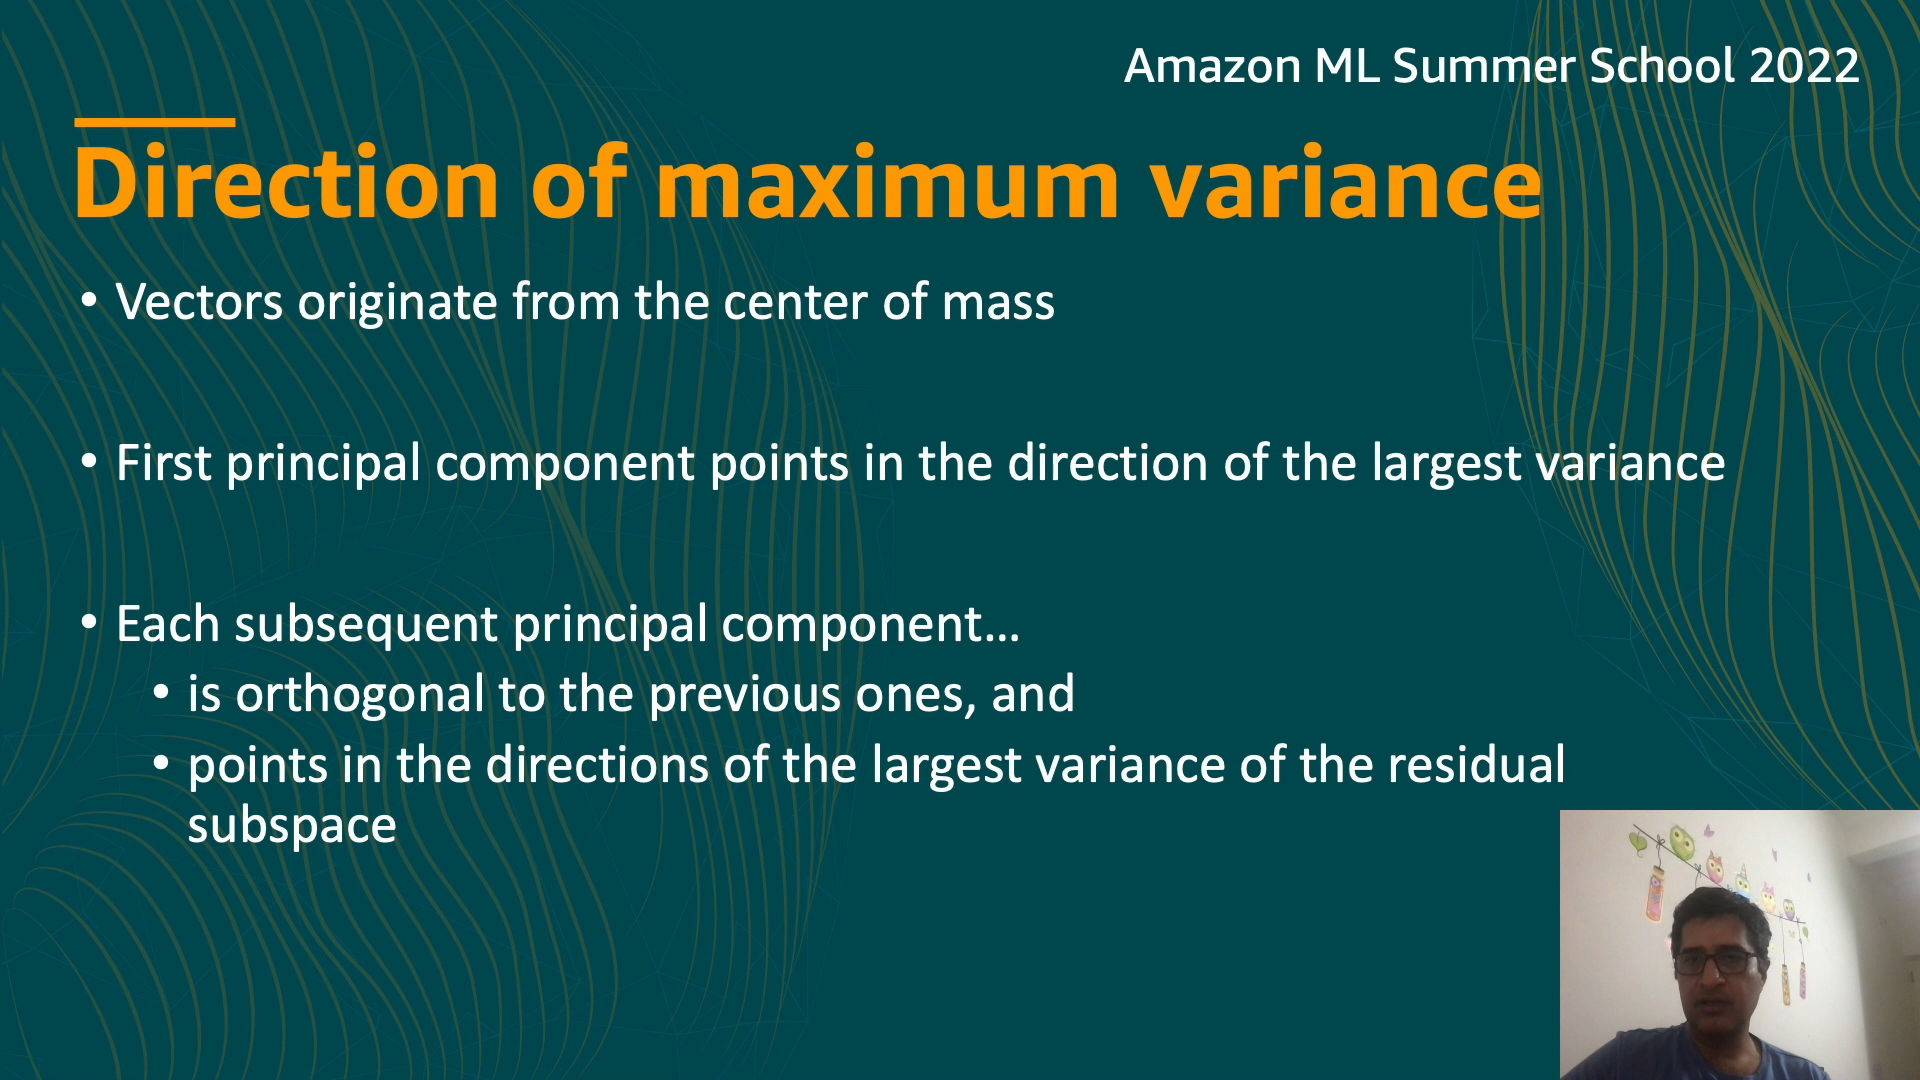 Amazon ML Summer School 2022
Direction of maximum variance
• Vectors originate from the center of mass
• First principal component points in the direction of the largest variance
• Each subsequent principal component...
• is orthogonal to the previous ones, and
• points in the directions of the largest variance of the residual
subspace